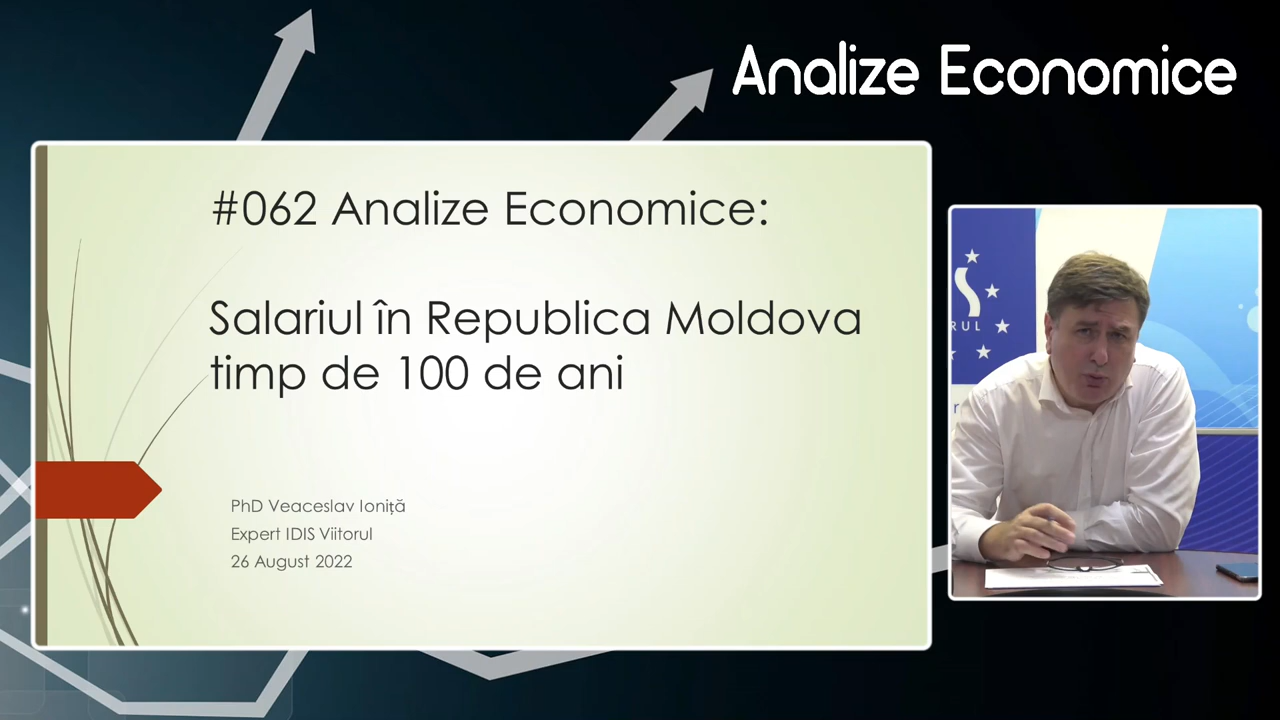 Analize Economice
#062 Analize Economice:
Salariul în Republica Moldova
timp de 100 de ani
PhD Veaceslav Ioniță
Expert IDIS Viitorul
26 August 2022